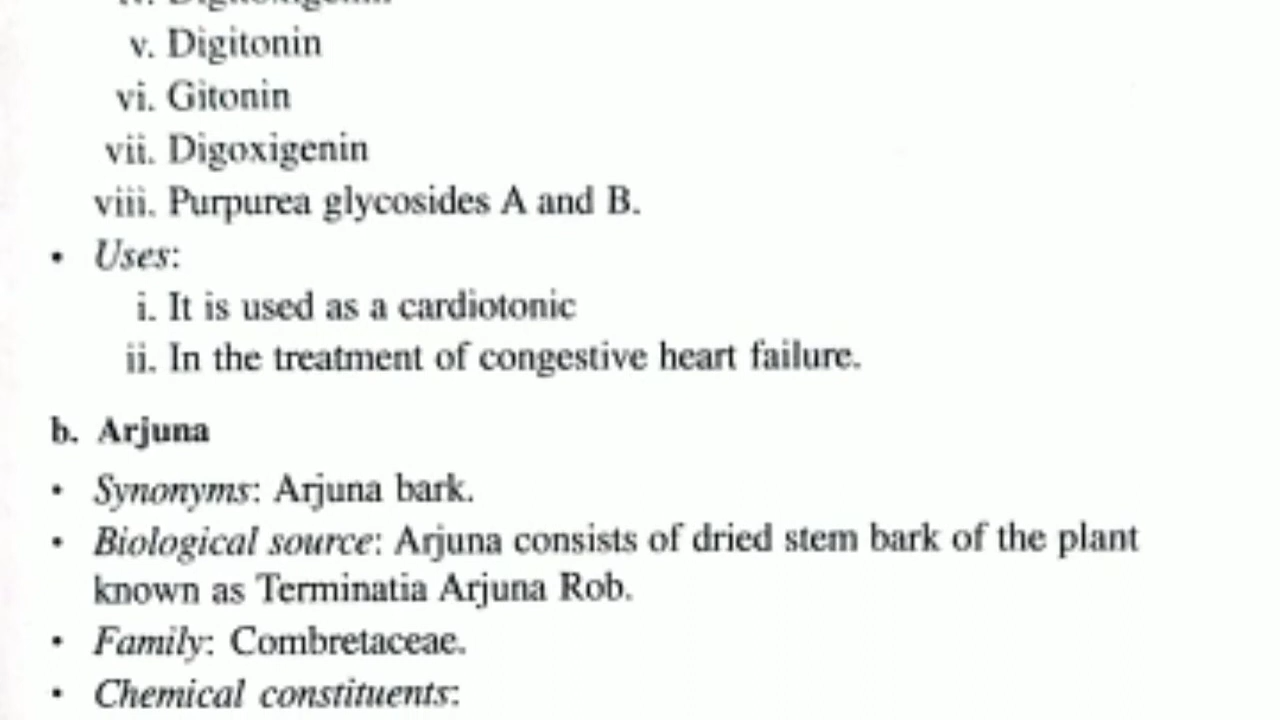 v. Digitonin
vi. Gitonin
vii. Digoxigenin
viii. Purpurea glycosides A and B.
• Uses:
i. It is used as a cardiotonic
ii. In the treatment of congestive heart failure.
b. Arjuna
• Synonyms: Arjuna bark.
• Biological source: Arjuna consists of dried stem bark of the plant
known as Terminatia Arjuna Rob.
• Family: Combretaceae.
• Chemical constituents: